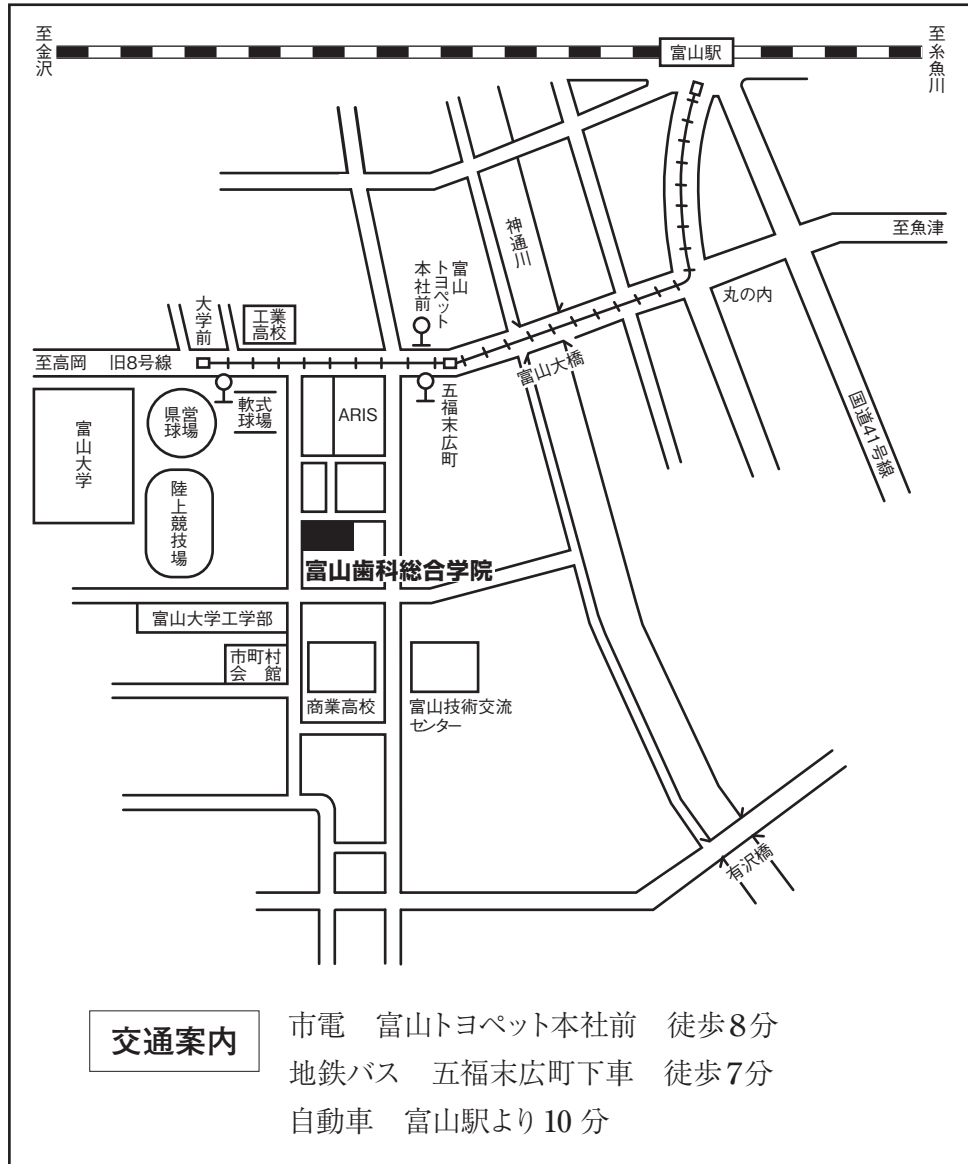 至金沢
富山駅
至糸魚川
神通川
至魚津
丸の内
富山
トヨペット
本社前
大学前
工業
高校
至高岡 旧8号線
富山大橋
五福末広町
国道41号線
富山大学
県営
球場
軟式
球場
ARIS
陸上競技場
富山歯科総合学院
富山大学工学部
市町村
会 館
商業高校
富山技術交流
センター
有沢橋
交通案内
市電 富山トヨペット本社前 徒歩8分
地鉄バス 五福末広町下車 徒歩7分
自動車 富山駅より10分